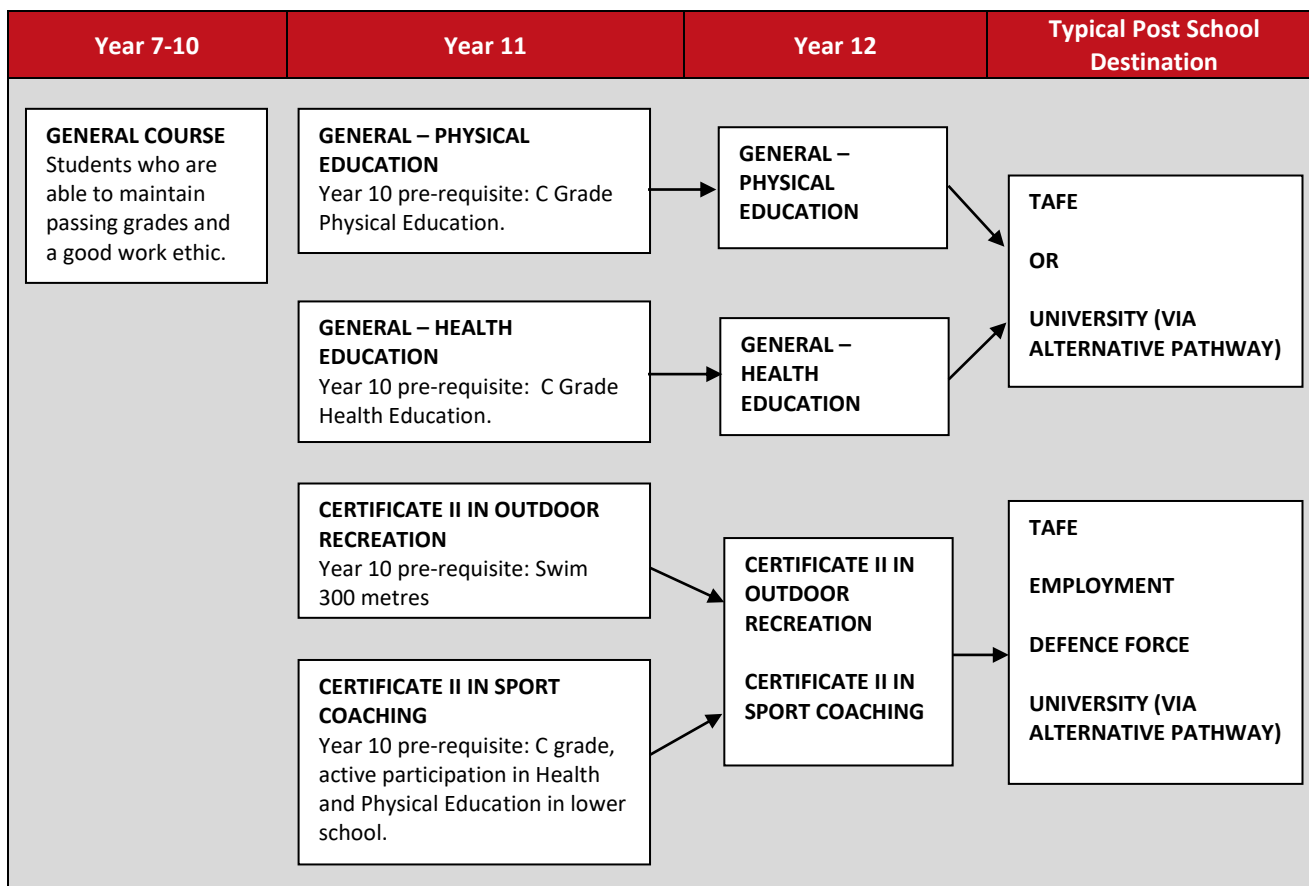 Year 7-10
Year 11
Year 12
Typical Post School
Destination
GENERAL COURSE
Students who are
able to maintain
passing grades and
a good work ethic.
GENERAL – PHYSICAL
EDUCATION
Year 10 pre-requisite: C Grade
Physical Education.
GENERAL –
PHYSICAL
EDUCATION
TAFE
OR
UNIVERSITY (VIA
ALTERNATIVE PATHWAY)
GENERAL – HEALTH
EDUCATION
Year 10 pre-requisite:  C Grade
Health Education.
GENERAL –
HEALTH
EDUCATION
CERTIFICATE II IN OUTDOOR
RECREATION
Year 10 pre-requisite: Swim
300 metres
CERTIFICATE II IN SPORT
COACHING
Year 10 pre-requisite: C grade,
active participation in Health
and Physical Education in lower
school.
CERTIFICATE II IN
OUTDOOR
RECREATION
CERTIFICATE II IN
SPORT COACHING
TAFE
EMPLOYMENT
DEFENCE FORCE
UNIVERSITY (VIA
ALTERNATIVE PATHWAY)